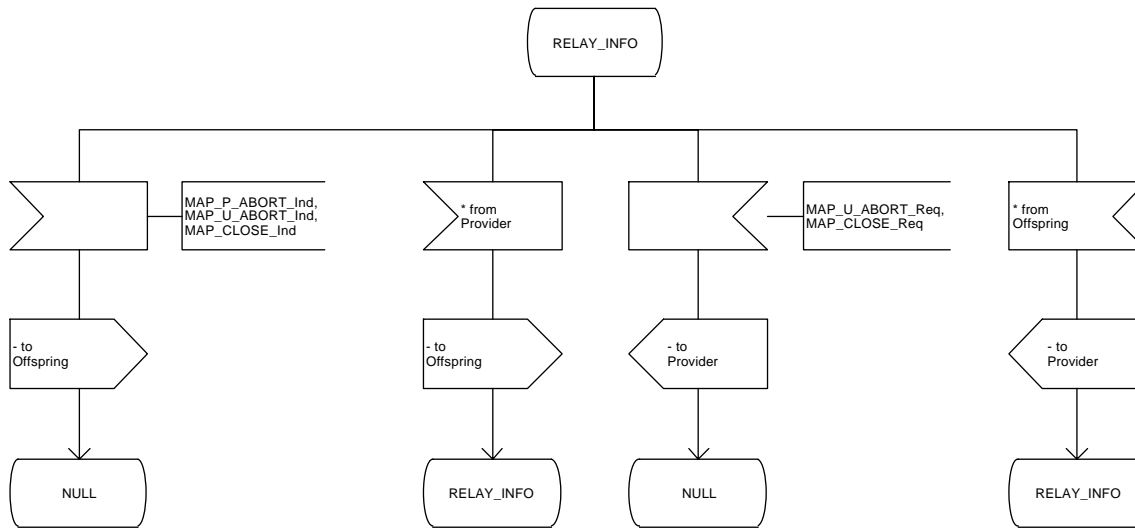 RELAY_INFO
MAP_P_ABORT_Ind,
MAP_U_ABORT_Ind,
MAP_CLOSE_Ind
* from
Provider
MAP_U_ABORT_Req,
MAP_CLOSE_Req
* from
Offspring
- to
Offspring
- to
Offspring
- to
Provider
- to
Provider
NULL
RELAY_INFO
NULL
RELAY_INFO